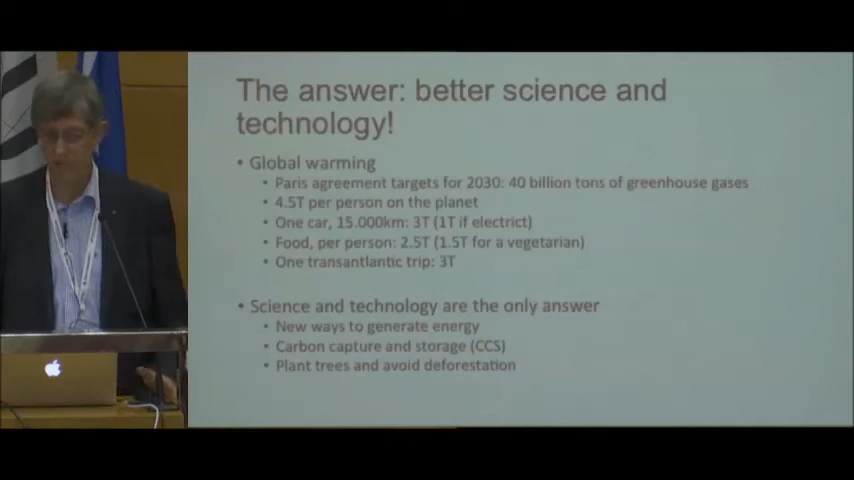 The answer: better science and
technology!
• Global warming
• Paris agreement targets for 2030: 40 billion tons of greenhouse gases
• 4.5T per person on the planet
• One car, 15.000km: 3T (1T if electrict)
• Food, per person: 2.5T (1.5T for a vegetarian)
• One transantlantic trip: 3T
• Science and technology are the only answer
• New ways to generate energy
• Carbon capture and storage (CCS)
• Plant trees and avoid deforestation